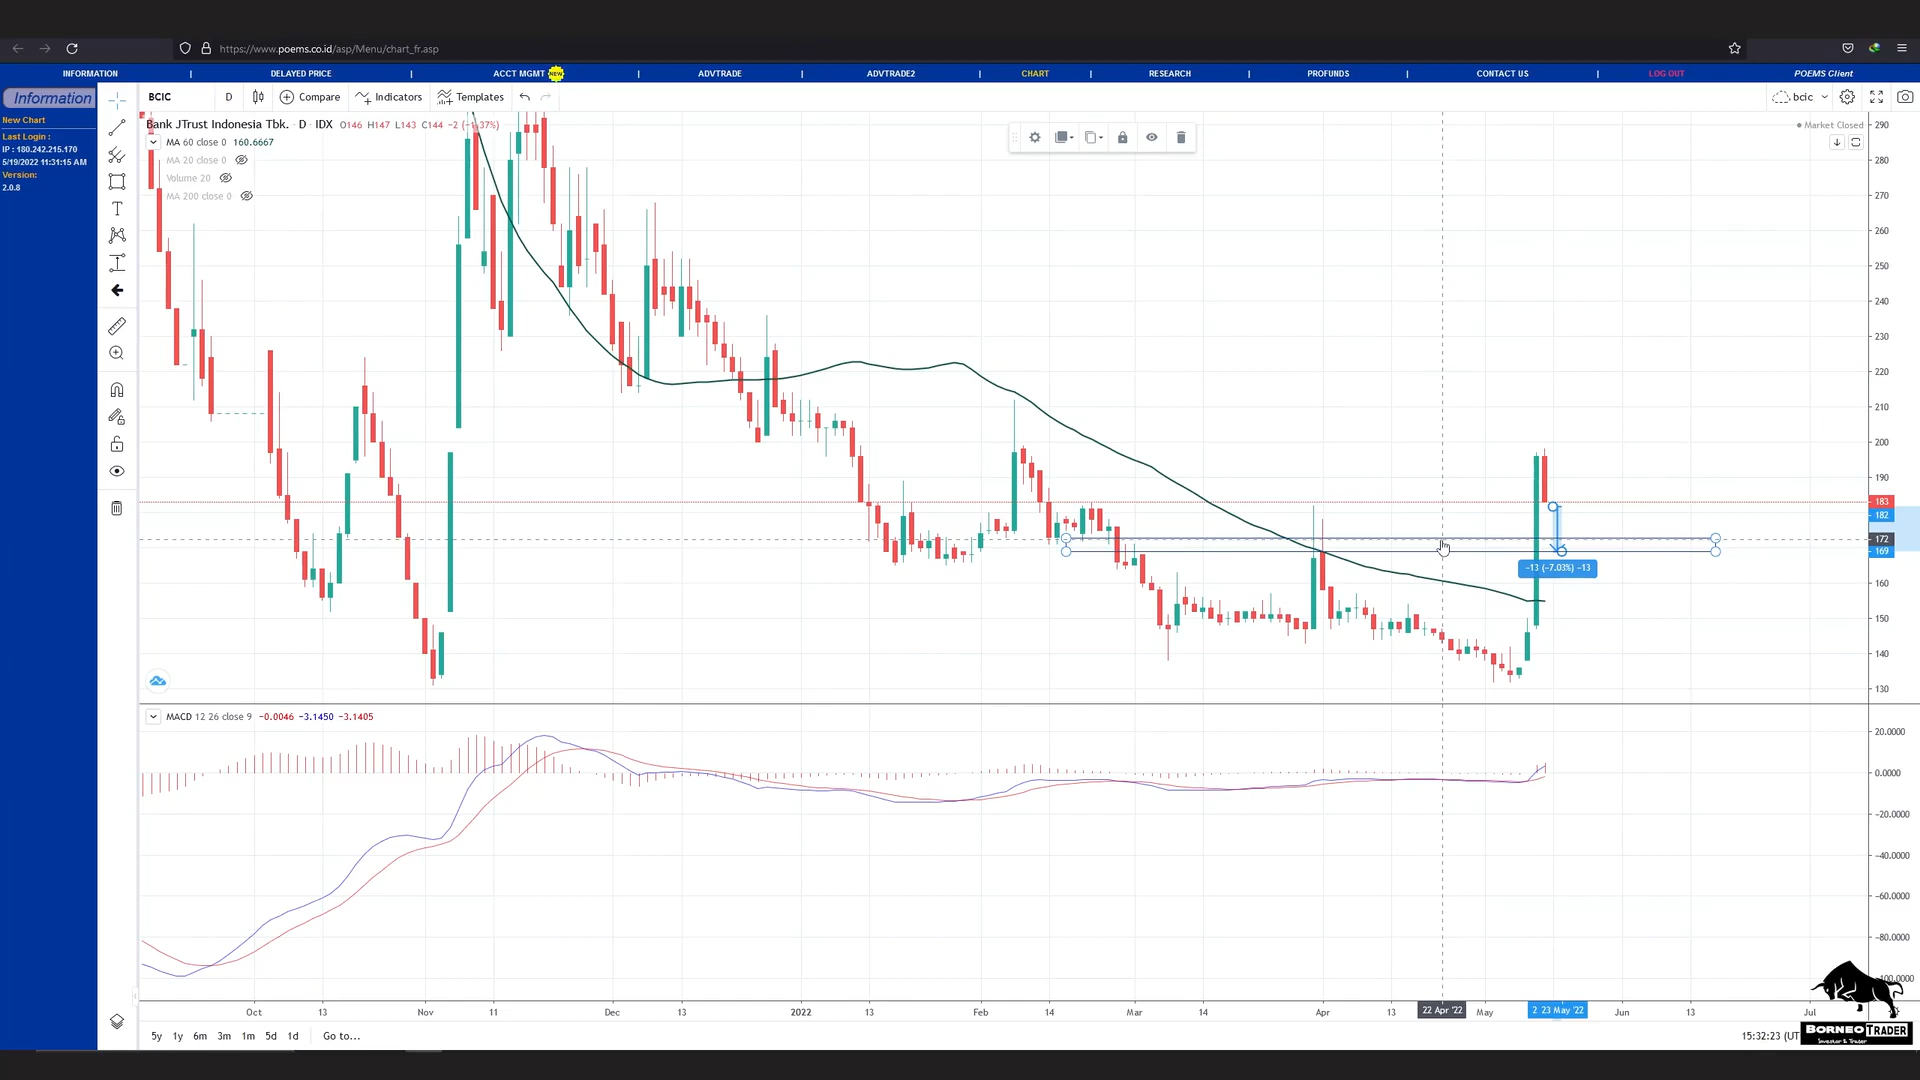 https://www.poems.co.id/asp/Menu/chart_fr.asp
INFORMATION | DELAYED PRICE | ACCT MGMT NEW | ADVTRADE | ADVTRADE2 | CHART | RESEARCH | PROFUNDS | CONTACT US | LOG OUT POEMS Client
Information
New Chart
Last Login :
IP : 180.242.215.170
5/19/2022 11:31:15 AM
Version:
2.0.8
BCIC D Compare Indicators Templates bcic
Bank JTrust Indonesia Tbk. · D · IDX O146 H147 L143 C144 −2 (−1.37%)
Market Closed
MA 60 close 0 160.6667
MA 20 close 0
Volume 20
MA 200 close 0
290
280
270
260
250
240
230
220
210
200
190
183
182
172
169
160
150
140
130
−13 (−7.03%) −13
MACD 12 26 close 9 −0.0046 −3.1450 −3.1405
20.0000
0.0000
−20.0000
−40.0000
−60.0000
−80.0000
Oct 13 Nov 11 Dec 13 2022 13 Feb 14 Mar 14 Apr 13 22 Apr '22 May 2 23 May '22 Jun 13 Jul
5y 1y 6m 3m 1m 5d 1d Go to...
15:32:23 (UT
BORNEO TRADER
Investor & Trader